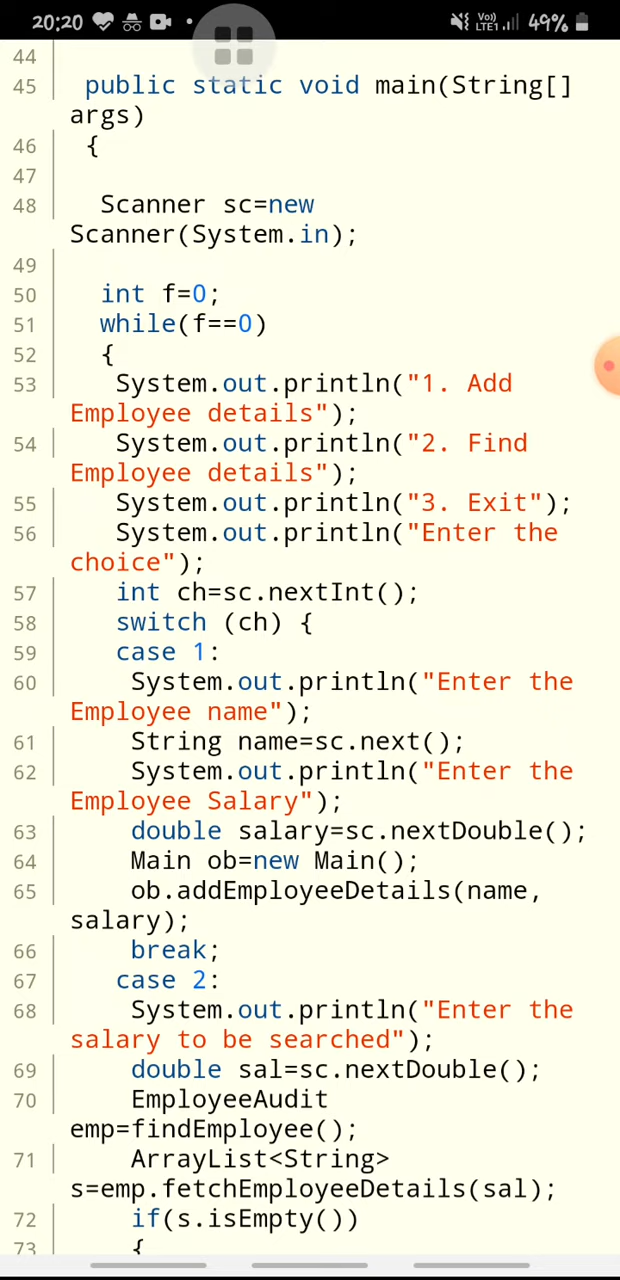 20:20 • Vo)) LTE1 49%
44
45 public static void main(String[]
args)
46 {
47
48 Scanner sc=new
Scanner(System.in);
49
50 int f=0;
51 while(f==0)
52 {
53 System.out.println("1. Add
Employee details");
54 System.out.println("2. Find
Employee details");
55 System.out.println("3. Exit");
56 System.out.println("Enter the
choice");
57 int ch=sc.nextInt();
58 switch (ch) {
59 case 1:
60 System.out.println("Enter the
Employee name");
61 String name=sc.next();
62 System.out.println("Enter the
Employee Salary");
63 double salary=sc.nextDouble();
64 Main ob=new Main();
65 ob.addEmployeeDetails(name,
salary);
66 break;
67 case 2:
68 System.out.println("Enter the
salary to be searched");
69 double sal=sc.nextDouble();
70 EmployeeAudit
emp=findEmployee();
71 ArrayList<String>
s=emp.fetchEmployeeDetails(sal);
72 if(s.isEmpty())
73 {